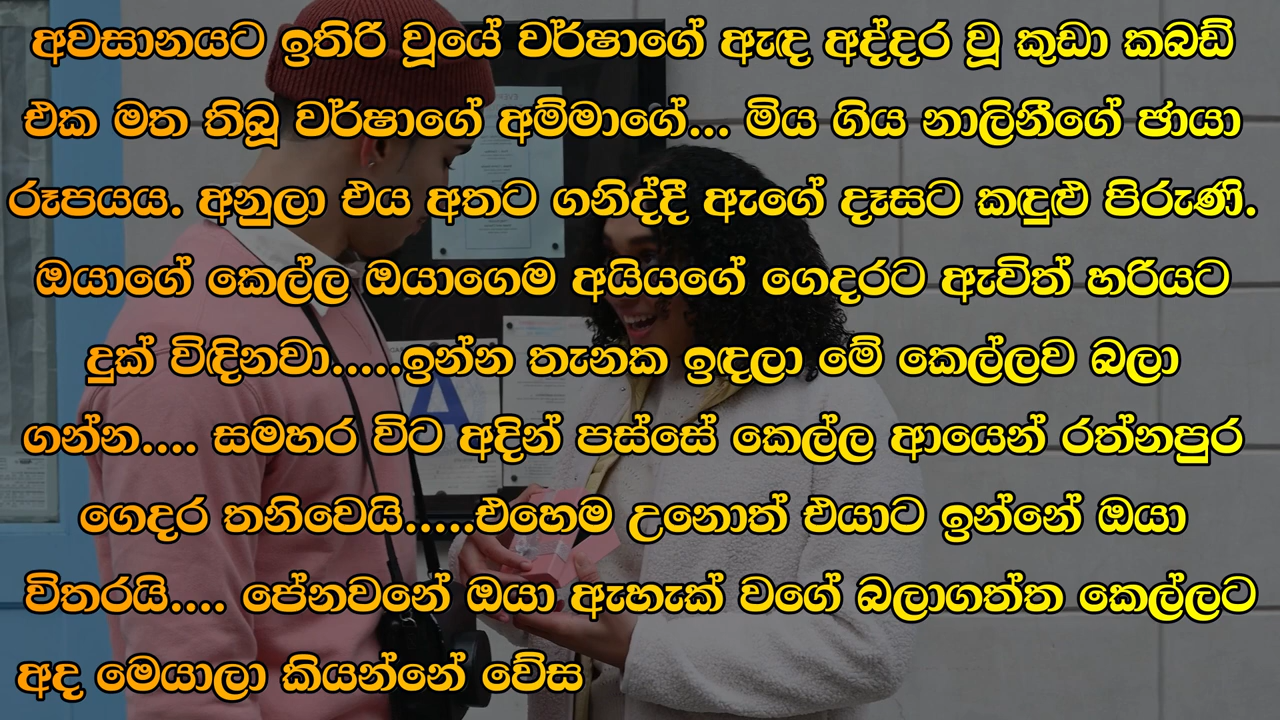 අවසානයට ඉතිරි වූයේ වර්ෂාගේ ඇඳ අද්දර වූ කුඩා කබඩ්
එක මත තිබූ වර්ෂාගේ අම්මාගේ... මිය ගිය නාලිනීගේ ඡායා
රූපයය. අනුලා එය අතට ගනිද්දී ඇගේ දෑසට කඳුළු පිරුණි.
ඔයාගේ කෙල්ල ඔයාගෙම අයියගේ ගෙදරට ඇවිත් හරියට
දුක් විඳිනවා.....ඉන්න තැනක ඉඳලා මේ කෙල්ලව බලා
ගන්න.... සමහර විට අදින් පස්සේ කෙල්ල ආයෙන් රත්නපුර
ගෙදර තනිවෙයි.....එහෙම උනොත් එයාට ඉන්නේ ඔයා
විතරයි.... පේනවනේ ඔයා ඇහැක් වගේ බලාගත්ත කෙල්ලට
අද මෙයාලා කියන්නේ වේස